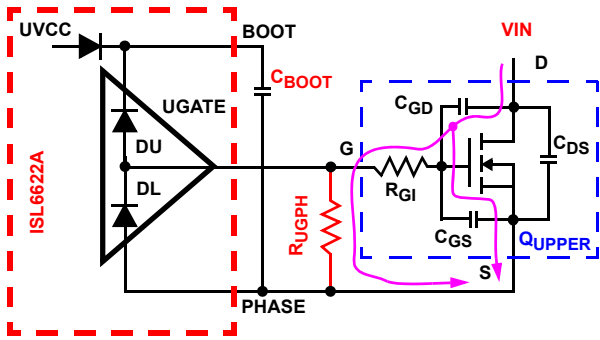 UVCC
BOOT
VIN
D
CBOOT
UGATE
CGD
DU
G
CDS
DL
RGI
ISL6622A
RUGPH
CGS
QUPPER
S
PHASE